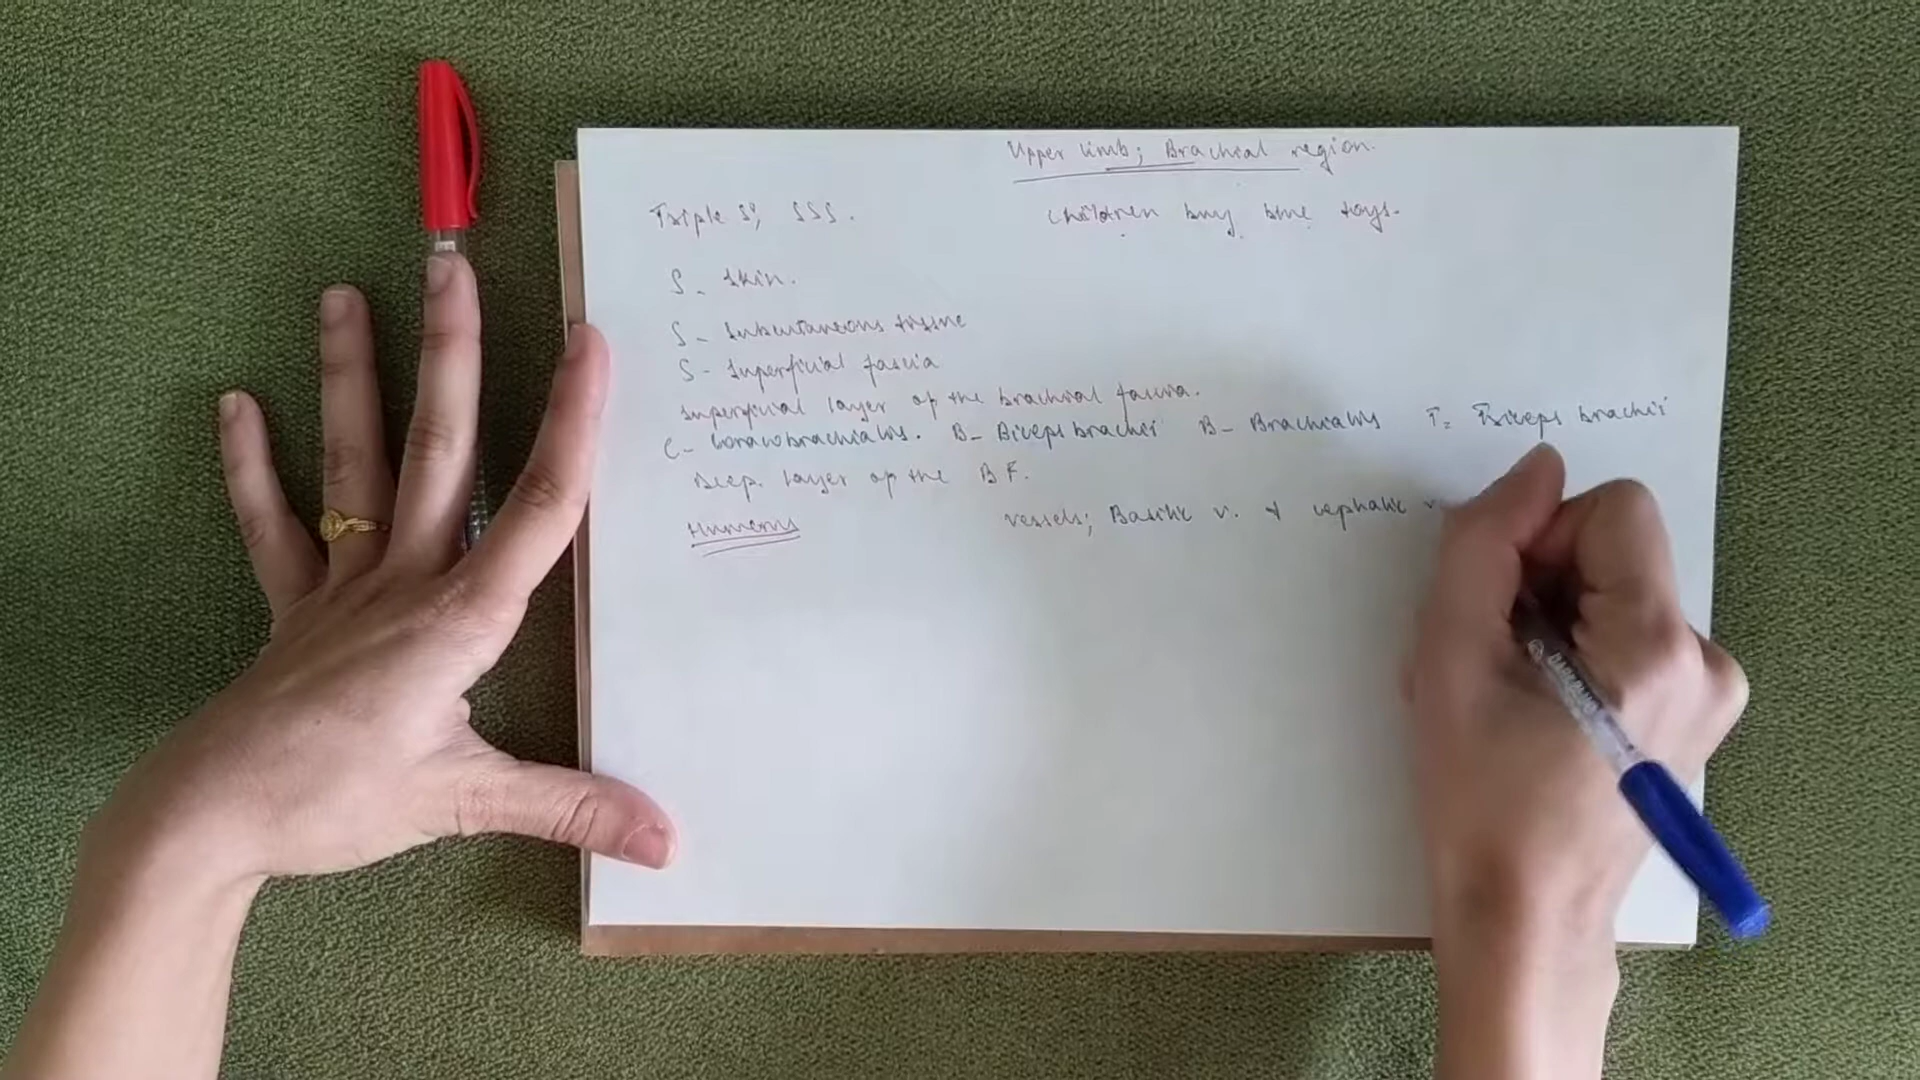 Upper limb; Brachial region.
Triple S', SSS. Children buy blue toys.
S - Skin.
S - Subcutaneous tissue
S - Superficial fascia
Superficial layer of the brachial fascia.
C - Coracobrachialis. B - Biceps brachii B - Brachialis T = Triceps brachii
Deep layer of the BF.
Humerus vessels; Basilic v. & cephalic v